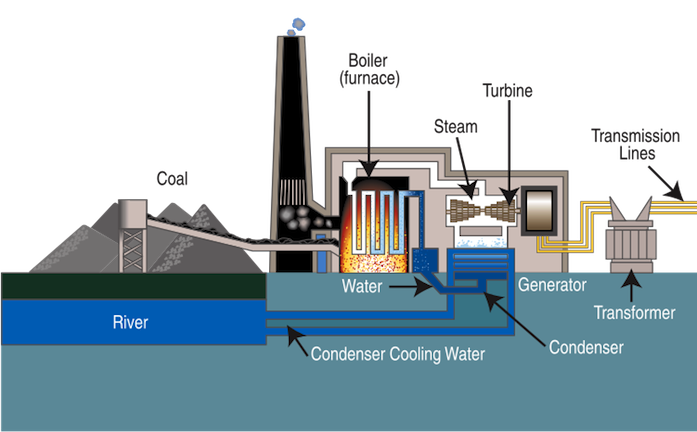 Boiler
(furnace)
Turbine
Steam
Transmission
Lines
Coal
Water
Generator
River
Transformer
Condenser Cooling Water
Condenser